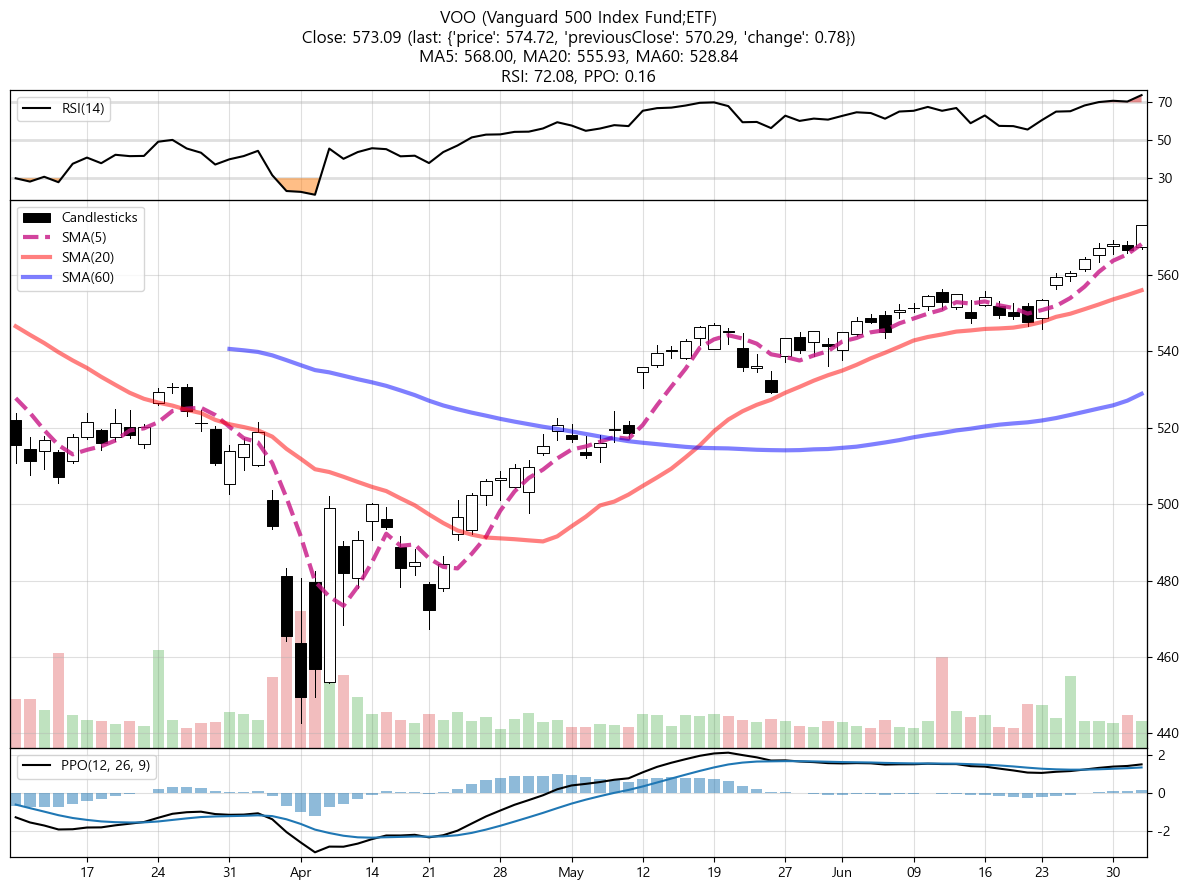 VOO (Vanguard 500 Index Fund;ETF)
Close: 573.09 (last: {'price': 574.72, 'previousClose': 570.29, 'change': 0.78})
MA5: 568.00, MA20: 555.93, MA60: 528.84
RSI: 72.08, PPO: 0.16
RSI(14)
70
50
30
Candlesticks
SMA(5)
SMA(20)
SMA(60)
560
540
520
500
480
460
440
PPO(12, 26, 9)
2
0
-2
17 24 31 Apr 14 21 28 May 12 19 27 Jun 09 16 23 30